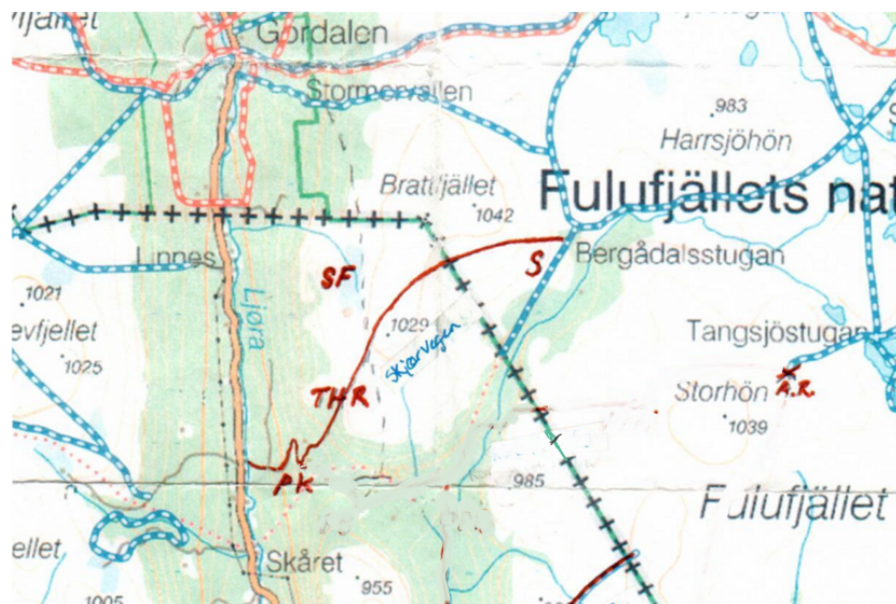 Gördalen
Stormorvallen
983
Harrsjöhön
Brattfjället
1042
Fulufjällets nat
Linnes
SF
S
Bergådalsstugan
1021
Ljøra
1029
evfjellet
Skjærvegen
Tangsjöstugan
1025
THR
Storhön
A.R.
1039
PK
985
Fulufjället
ellet
Skåret
955
1005